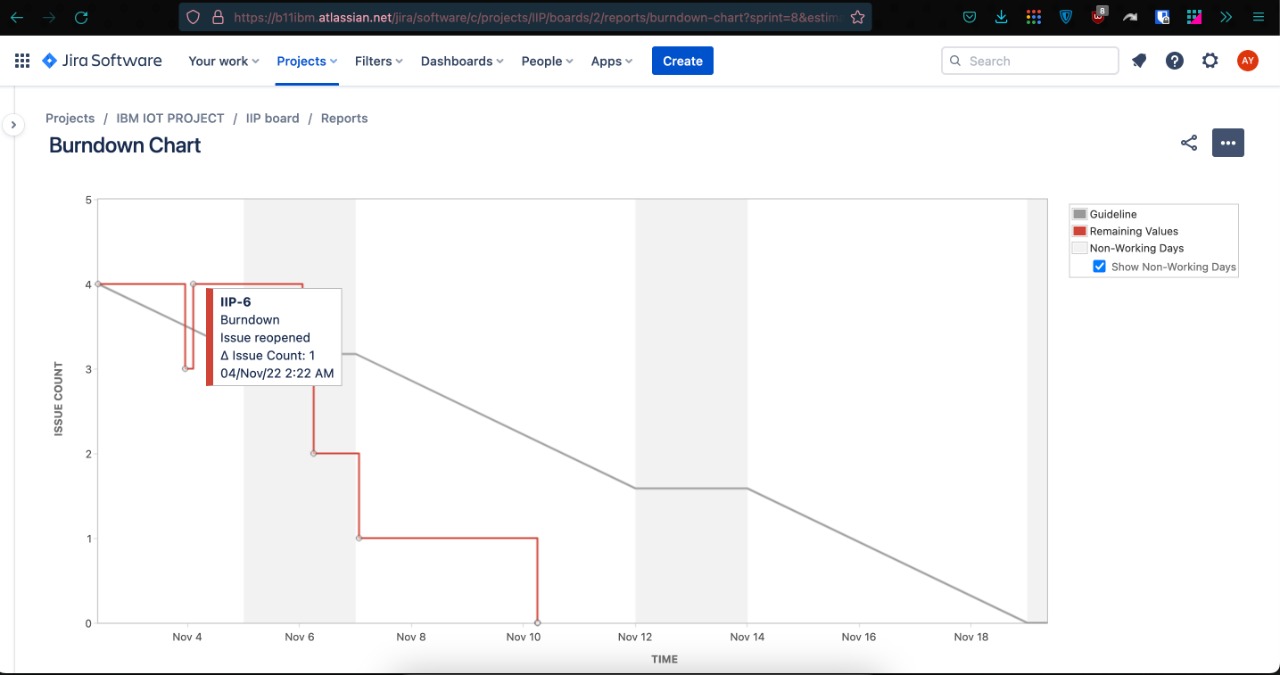 https://b11ibm.atlassian.net/jira/software/c/projects/IIP/boards/2/reports/burndown-chart?sprint=8&estim
8
Jira Software
Your work
Projects
Filters
Dashboards
People
Apps
Create
Search
AY
Projects / IBM IOT PROJECT / IIP board / Reports
Burndown Chart
Guideline
Remaining Values
Non-Working Days
Show Non-Working Days
5
4
3
2
1
0
ISSUE COUNT
IIP-6
Burndown
Issue reopened
Δ Issue Count: 1
04/Nov/22 2:22 AM
Nov 4
Nov 6
Nov 8
Nov 10
Nov 12
Nov 14
Nov 16
Nov 18
TIME